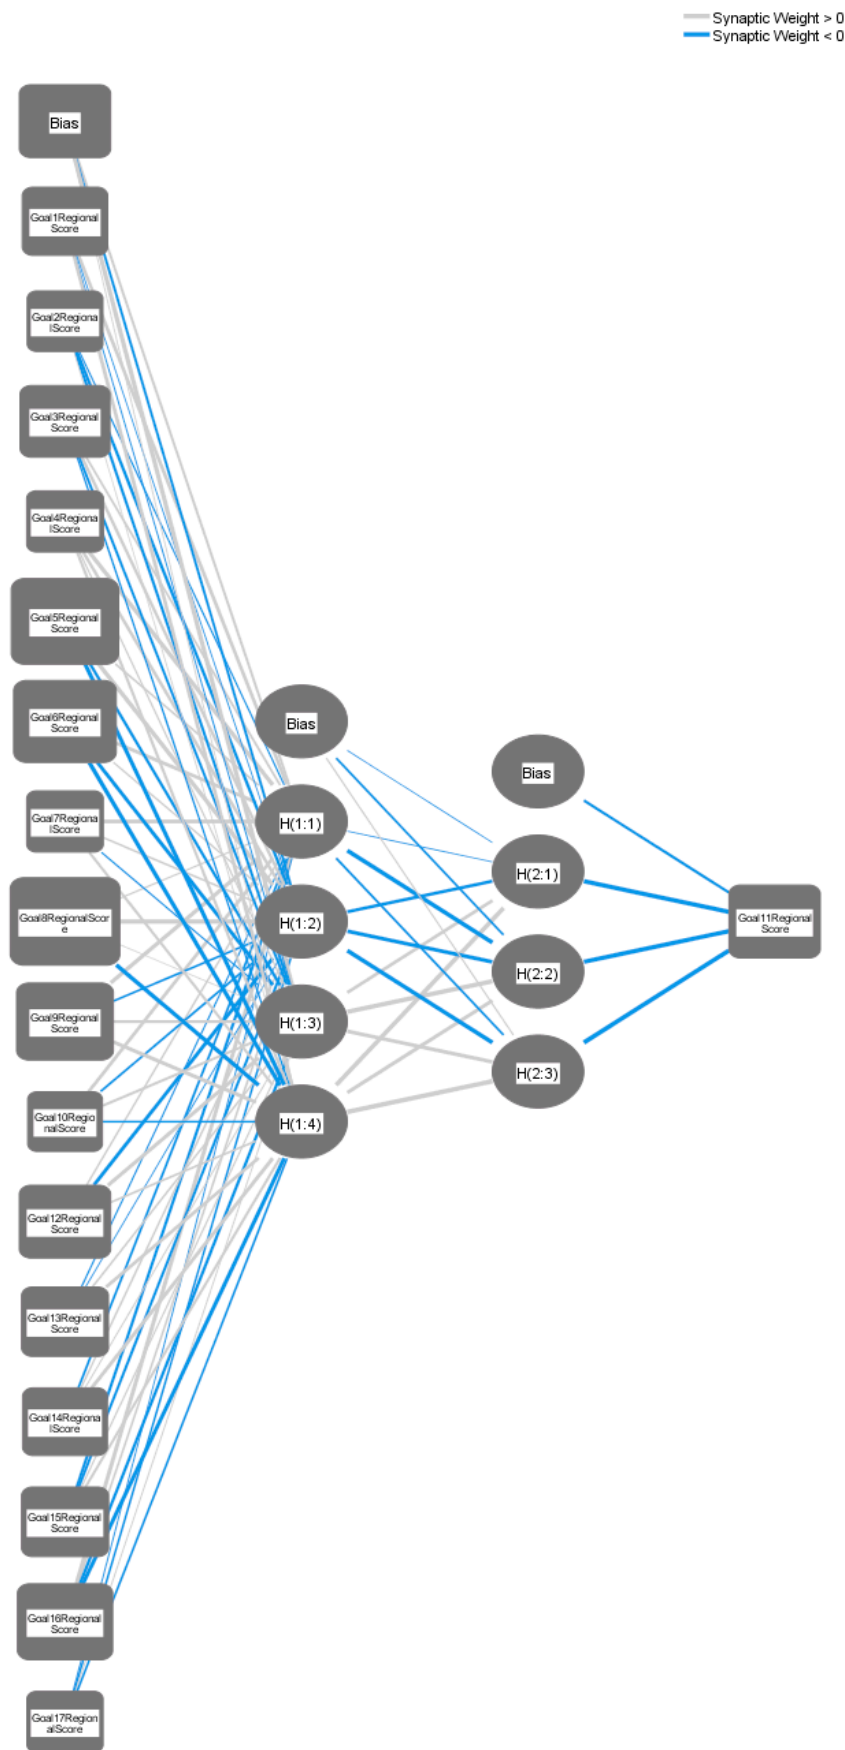 Synaptic Weight > 0
Synaptic Weight < 0
Bias
Goal1Regional
Score
Goal2Regiona
lScore
Goal3Regional
Score
Goal4Regiona
lScore
Goal5Regional
Score
Goal6Regional
Score
Goal7Regiona
lScore
Goal8RegionalScor
e
Goal9Regional
Score
Goal10Regio
nalScore
Goal12Regional
Score
Goal13Regional
Score
Goal14Regiona
lScore
Goal15Regional
Score
Goal16Regional
Score
Goal17Region
alScore
Bias
H(1:1)
H(1:2)
H(1:3)
H(1:4)
Bias
H(2:1)
H(2:2)
H(2:3)
Goal11Regional
Score